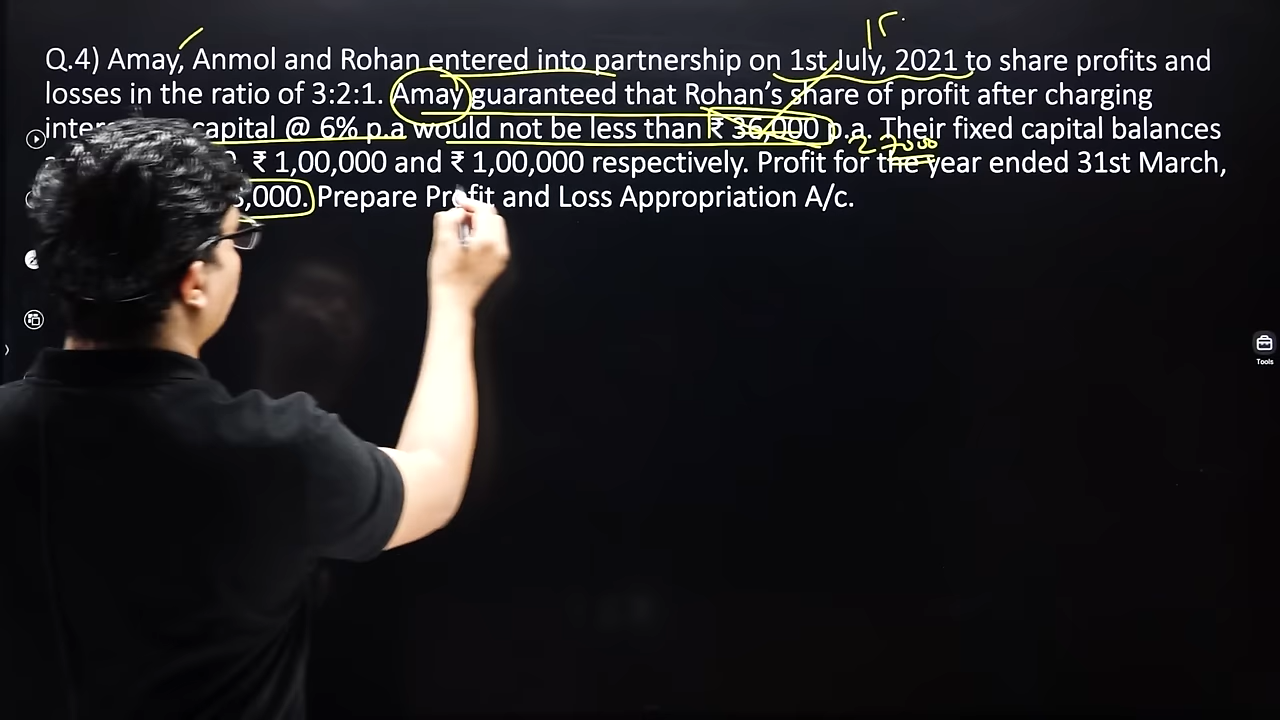 15
Q.4) Amay, Anmol and Rohan entered into partnership on 1st July, 2021 to share profits and
losses in the ratio of 3:2:1. Amay guaranteed that Rohan's share of profit after charging
capital @ 6% p.a would not be less than ₹ 36,000 p.a. Their fixed capital balances
27000
₹ 1,00,000 and ₹ 1,00,000 respectively. Profit for the year ended 31st March,
,000. Prepare Profit and Loss Appropriation A/c.
Tools